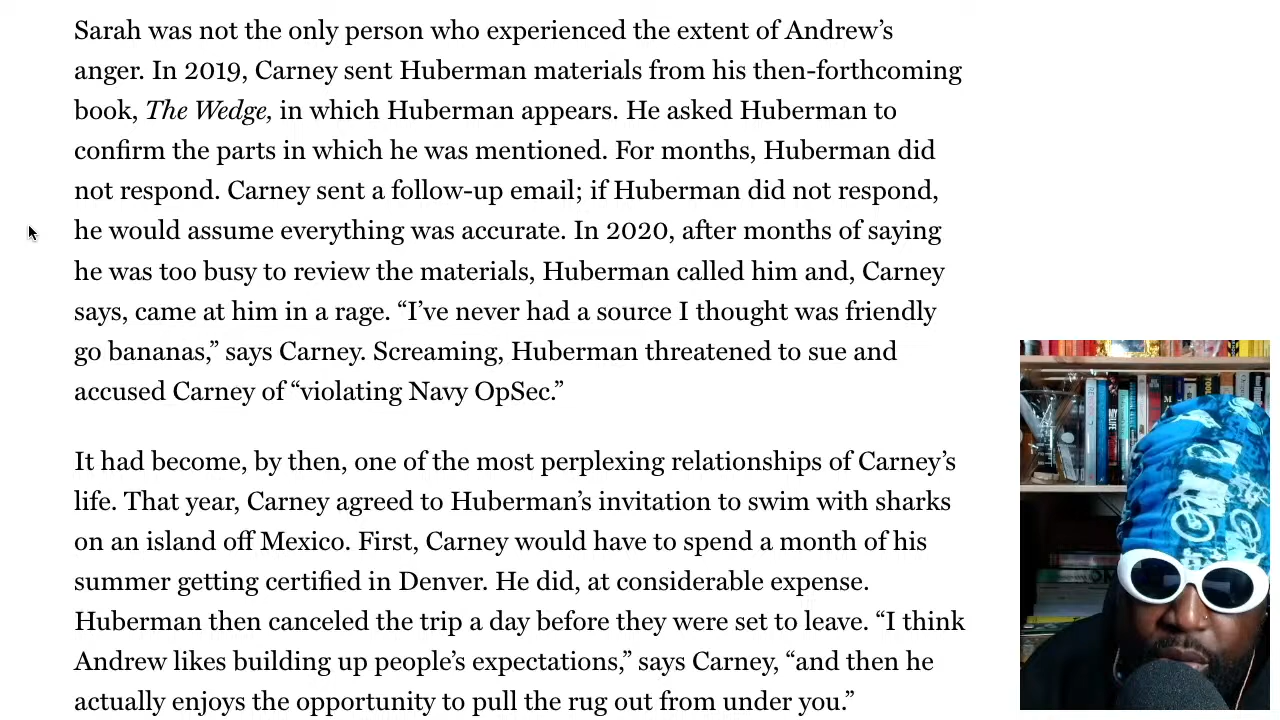 Sarah was not the only person who experienced the extent of Andrew’s
anger. In 2019, Carney sent Huberman materials from his then-forthcoming
book, The Wedge, in which Huberman appears. He asked Huberman to
confirm the parts in which he was mentioned. For months, Huberman did
not respond. Carney sent a follow-up email; if Huberman did not respond,
he would assume everything was accurate. In 2020, after months of saying
he was too busy to review the materials, Huberman called him and, Carney
says, came at him in a rage. “I’ve never had a source I thought was friendly
go bananas,” says Carney. Screaming, Huberman threatened to sue and
accused Carney of “violating Navy OpSec.”
It had become, by then, one of the most perplexing relationships of Carney’s
life. That year, Carney agreed to Huberman’s invitation to swim with sharks
on an island off Mexico. First, Carney would have to spend a month of his
summer getting certified in Denver. He did, at considerable expense.
Huberman then canceled the trip a day before they were set to leave. “I think
Andrew likes building up people’s expectations,” says Carney, “and then he
actually enjoys the opportunity to pull the rug out from under you.”